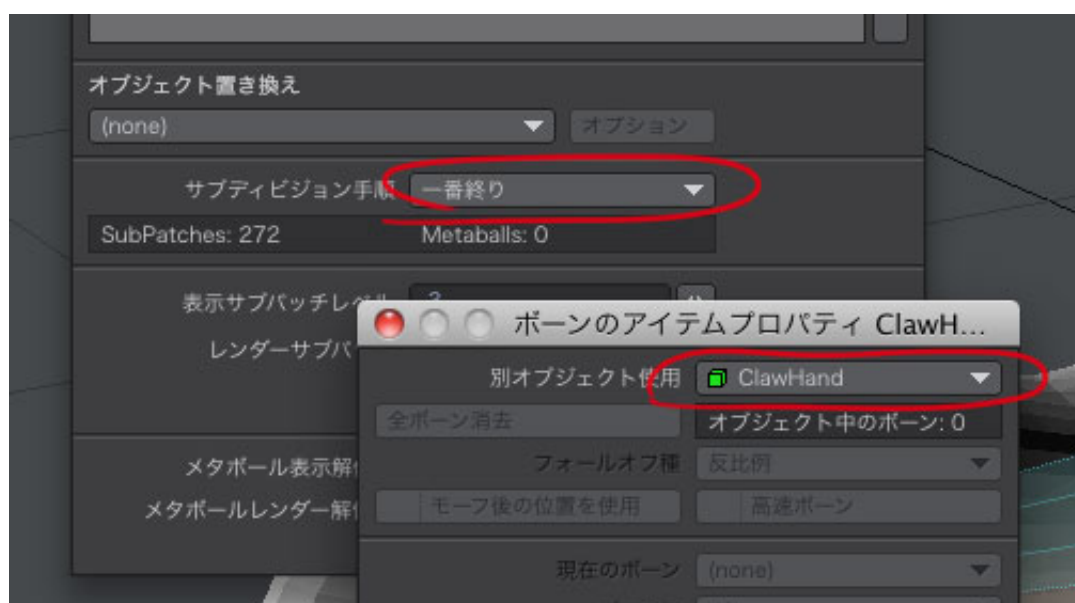 オブジェクト置き換え
(none)
オプション
サブディビジョン手順
一番終り
SubPatches: 272
Metaballs: 0
表示サブパッチレベル
3
ボーンのアイテムプロパティ ClawH...
レンダーサブパ
別オブジェクト使用
ClawHand
全ボーン消去
オブジェクト中のボーン: 0
フォールオフ種
反比例
メタボール表示解
モーフ後の位置を使用
高速ボーン
メタボールレンダー解
現在のボーン
(none)